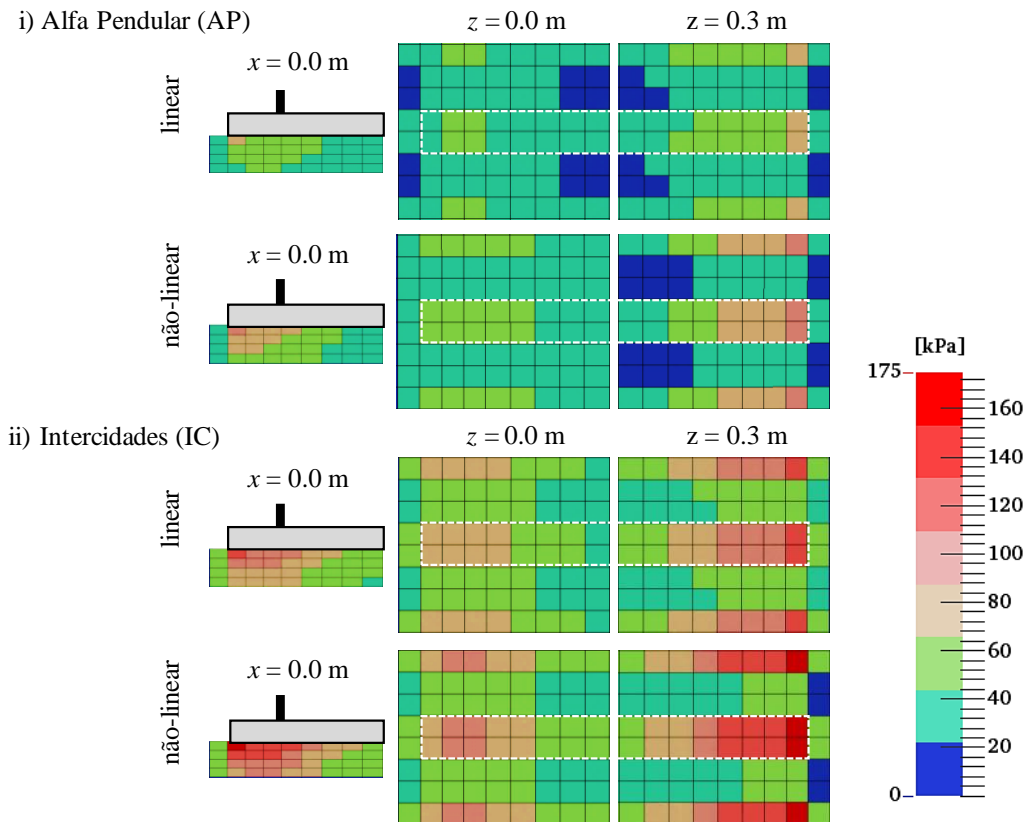 i) Alfa Pendular (AP)
z = 0.0 m
z = 0.3 m
x = 0.0 m
linear
x = 0.0 m
não-linear
[kPa]
175
160
140
120
100
80
60
40
20
0
ii) Intercidades (IC)
z = 0.0 m
z = 0.3 m
x = 0.0 m
linear
x = 0.0 m
não-linear